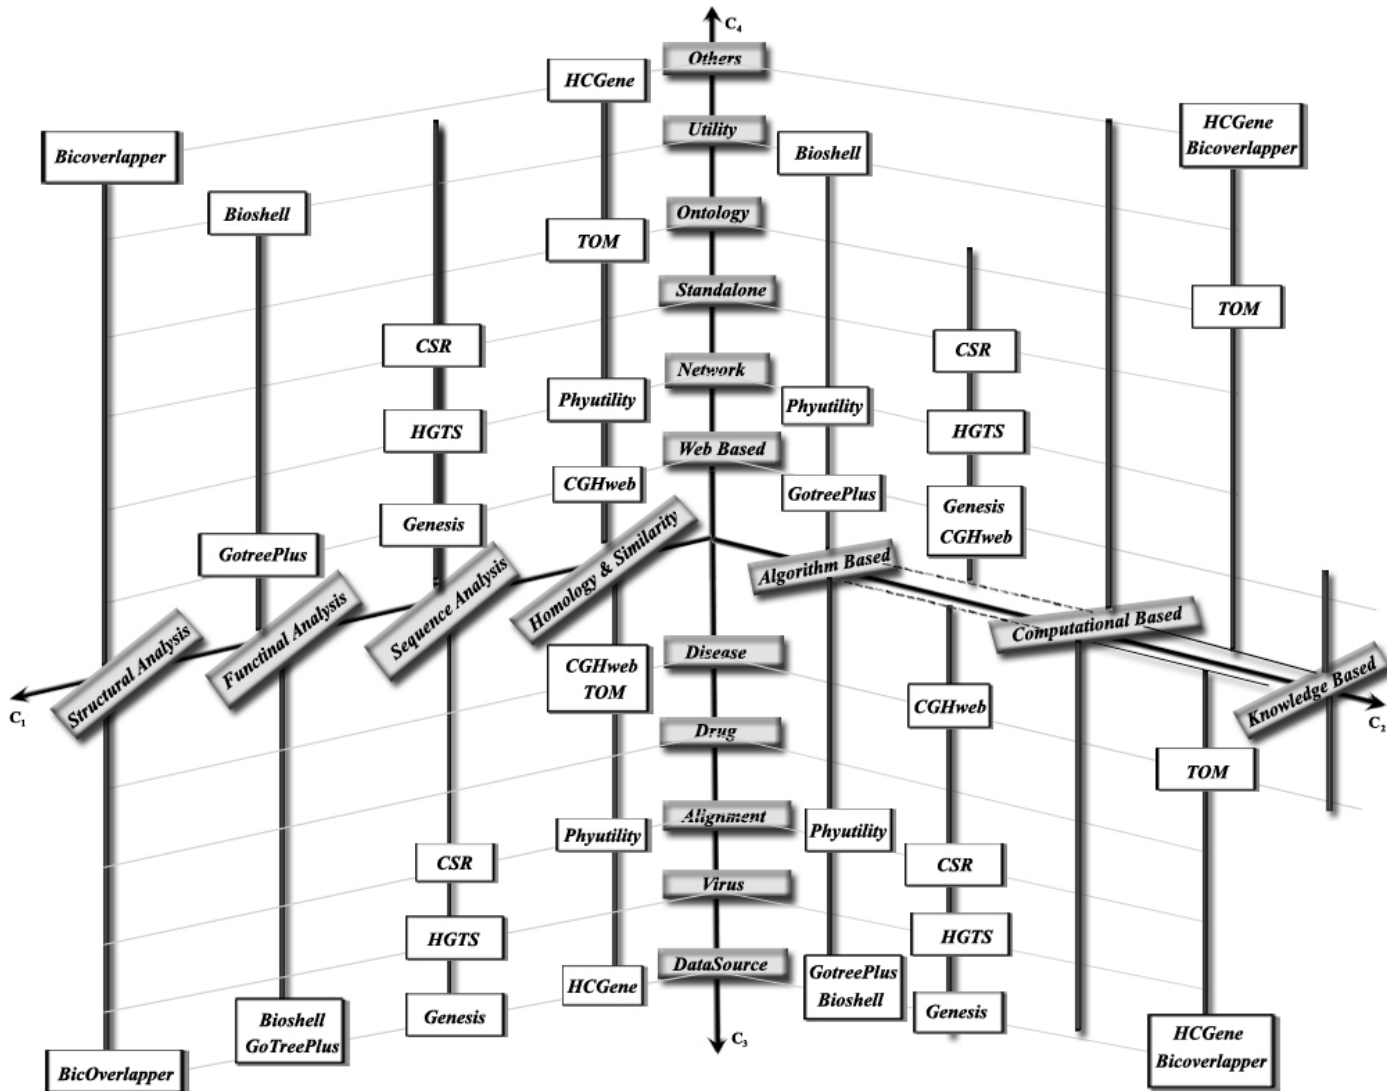 C4
Others
HCGene
Utility
HCGene
Bicoverlapper
Bicoverlapper
Bioshell
Bioshell
Ontology
TOM
Standalone
TOM
CSR
CSR
Network
Phyutility
Phyutility
HGTS
HGTS
Web Based
CGHweb
GotreePlus
Genesis
Genesis
CGHweb
GotreePlus
Homology & Similarity
Algorithm Based
Sequence Analysis
Functinal Analysis
Structural Analysis
Computational Based
Knowledge Based
C1
C2
Disease
CGHweb
TOM
CGHweb
Drug
TOM
Alignment
Phyutility
Phyutility
CSR
CSR
Virus
HGTS
HGTS
DataSource
HCGene
GotreePlus
Bioshell
Genesis
Genesis
Bioshell
GoTreePlus
C3
HCGene
Bicoverlapper
BicOverlapper